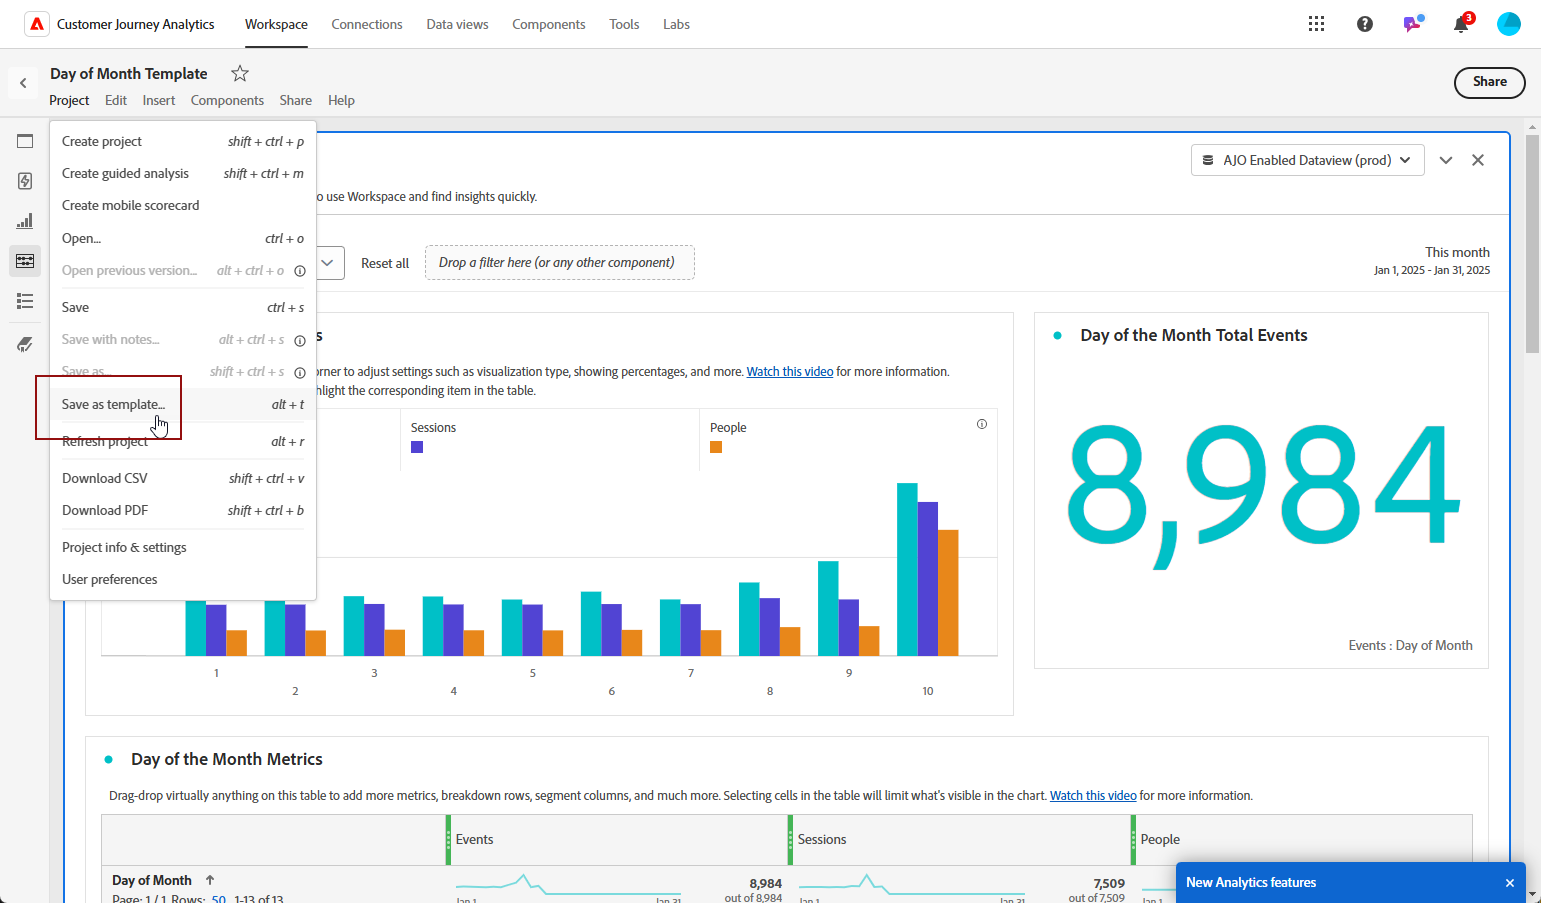 Customer Journey Analytics
Workspace
Connections
Data views
Components
Tools
Labs
3
Day of Month Template
Share
Project
Edit
Insert
Components
Share
Help
Create project shift + ctrl + p
Create guided analysis shift + ctrl + m
Create mobile scorecard
Open... ctrl + o
Open previous version... alt + ctrl + o
Save ctrl + s
Save with notes... alt + ctrl + s
Save as... shift + ctrl + s
Save as template... alt + t
Refresh project alt + r
Download CSV shift + ctrl + v
Download PDF shift + ctrl + b
Project info & settings
User preferences
AJO Enabled Dataview (prod)
to use Workspace and find insights quickly.
Reset all
Drop a filter here (or any other component)
This month
Jan 1, 2025 - Jan 31, 2025
s
orner to adjust settings such as visualization type, showing percentages, and more. Watch this video for more information.
hlight the corresponding item in the table.
Sessions
People
1
2
3
4
5
6
7
8
9
10
Day of the Month Total Events
8,984
Events : Day of Month
Day of the Month Metrics
Drag-drop virtually anything on this table to add more metrics, breakdown rows, segment columns, and much more. Selecting cells in the table will limit what's visible in the chart. Watch this video for more information.
Events
Sessions
People
Day of Month
Page: 1 / 1 Rows: 50 1-13 of 13
8,984
out of 8,984
Jan 1
Jan 31
7,509
out of 7,509
Jan 1
Jan 31
Jan 1
New Analytics features